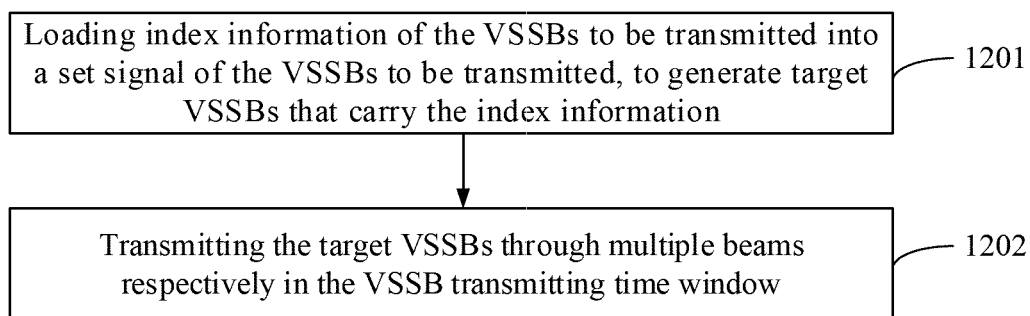 Loading index information of the VSSBs to be transmitted into
a set signal of the VSSBs to be transmitted, to generate target
VSSBs that carry the index information
1201
Transmitting the target VSSBs through multiple beams
respectively in the VSSB transmitting time window
1202